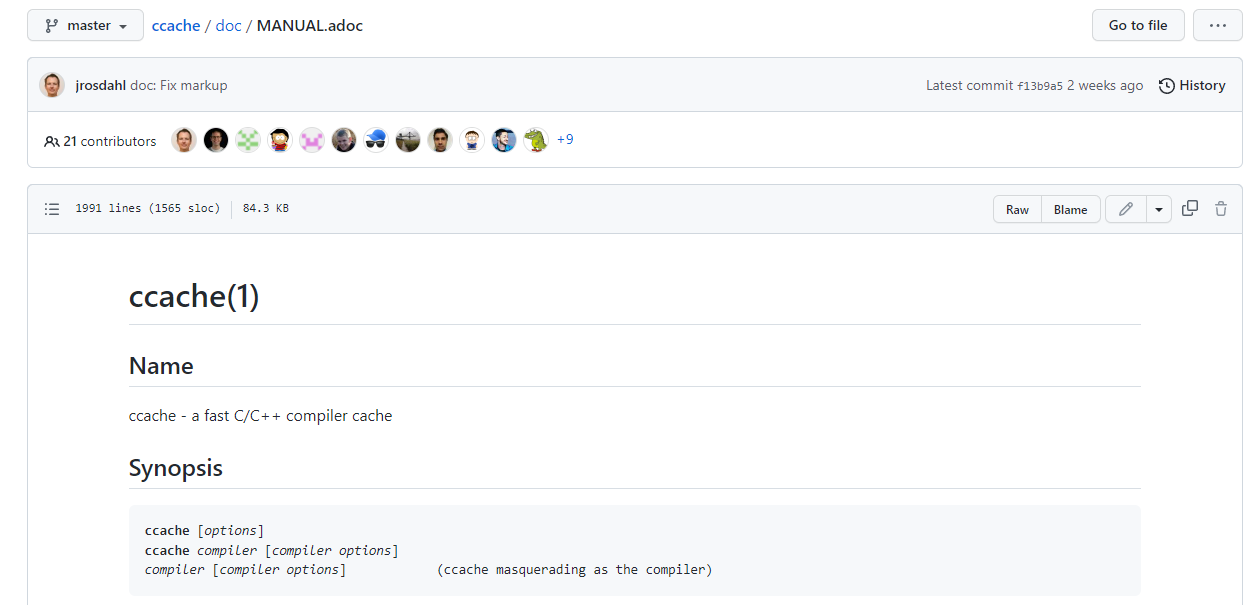 master ccache / doc / MANUAL.adoc Go to file ...
jrosdahl doc: Fix markup Latest commit f13b9a5 2 weeks ago History
21 contributors +9
1991 lines (1565 sloc) 84.3 KB Raw Blame
ccache(1)
Name
ccache - a fast C/C++ compiler cache
Synopsis
ccache [options]
ccache compiler [compiler options]
compiler [compiler options] (ccache masquerading as the compiler)